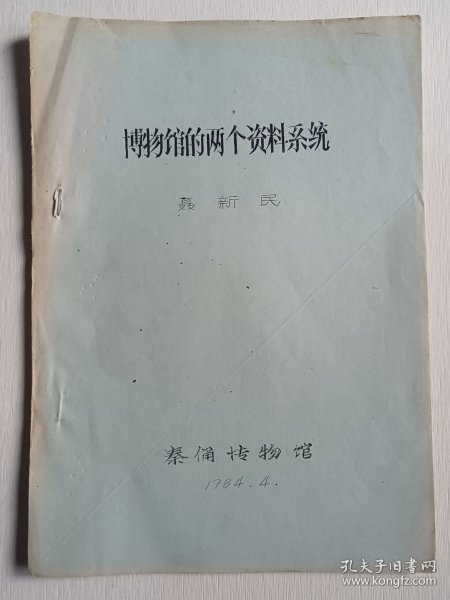 博物馆的两个资料系统
聂新民
秦俑博物馆
1984.4.
孔夫子旧书网
www.kongfz.com